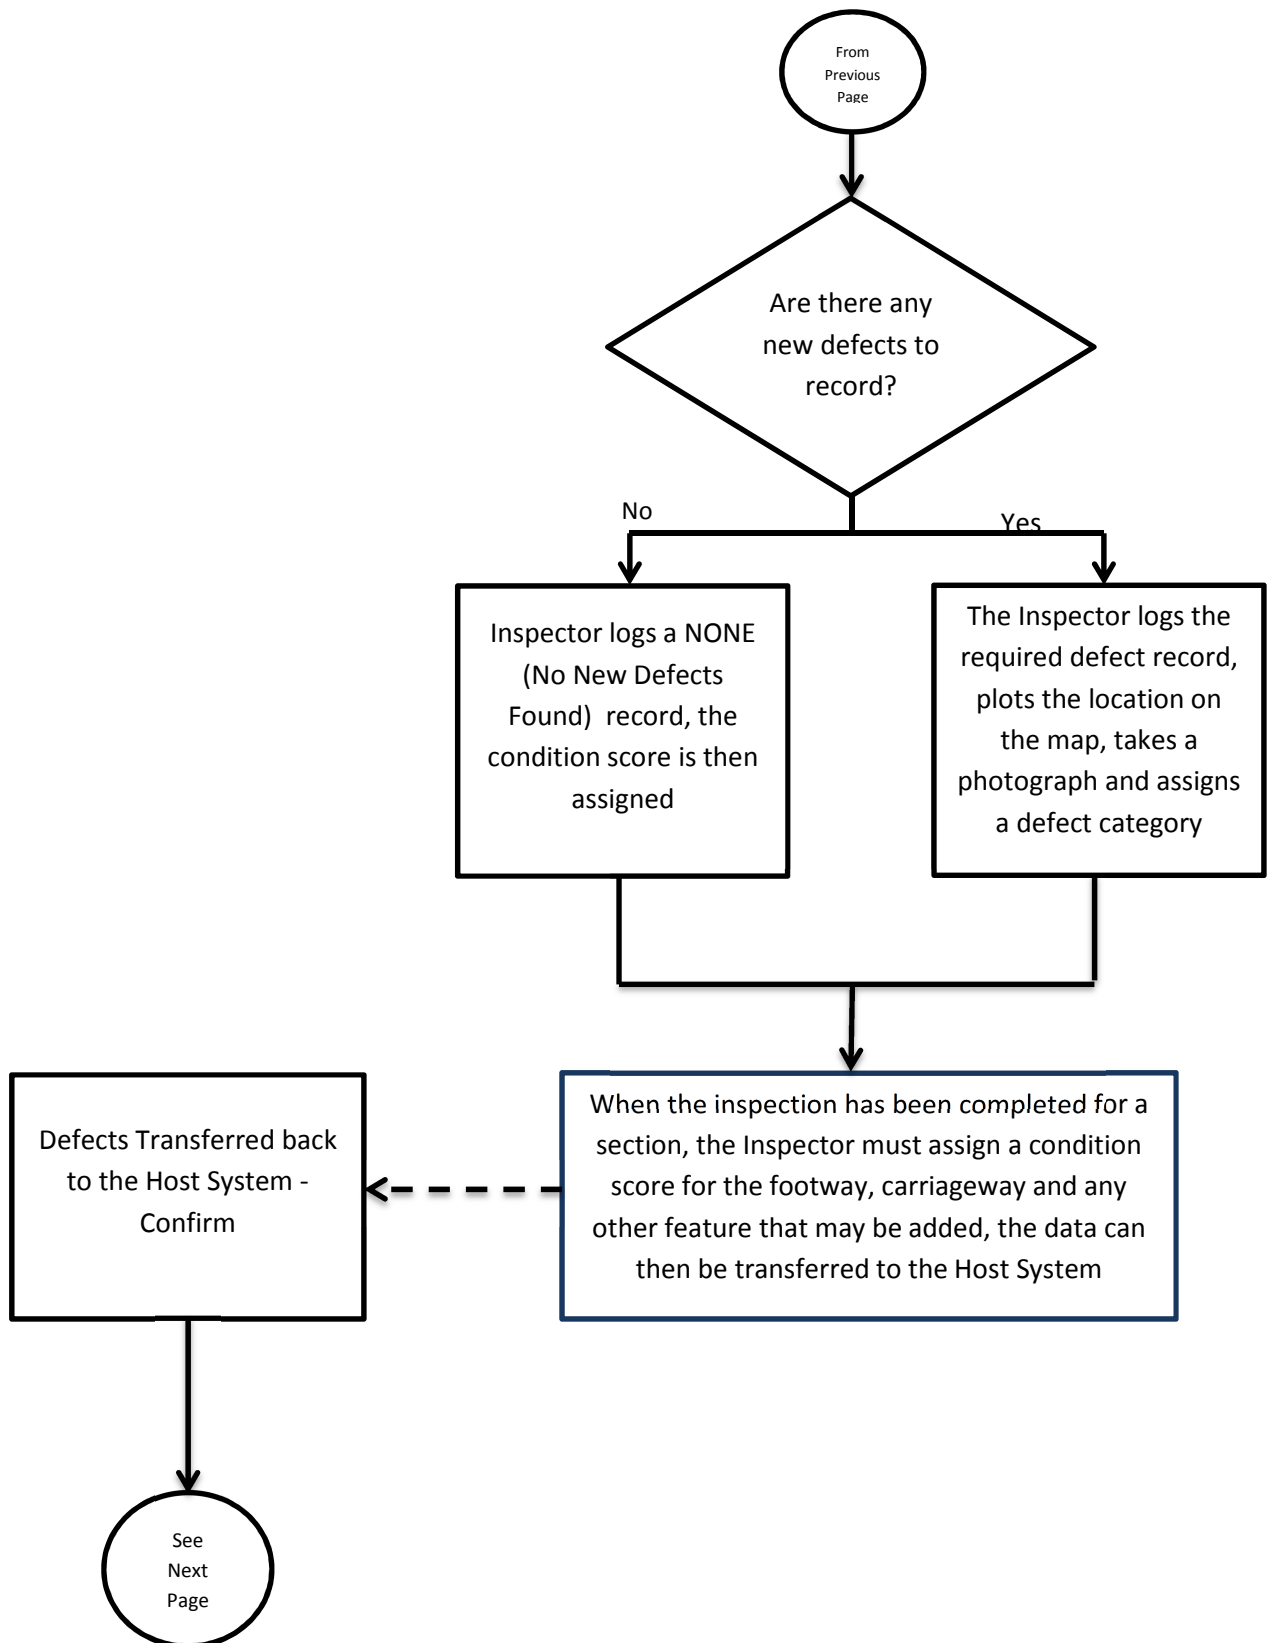 From
Previous
Page
Are there any
new defects to
record?
No
Yes
Inspector logs a NONE
(No New Defects
Found) record, the
condition score is then
assigned
The Inspector logs the
required defect record,
plots the location on
the map, takes a
photograph and assigns
a defect category
When the inspection has been completed for a
section, the Inspector must assign a condition
score for the footway, carriageway and any
other feature that may be added, the data can
then be transferred to the Host System
Defects Transferred back
to the Host System -
Confirm
See
Next
Page